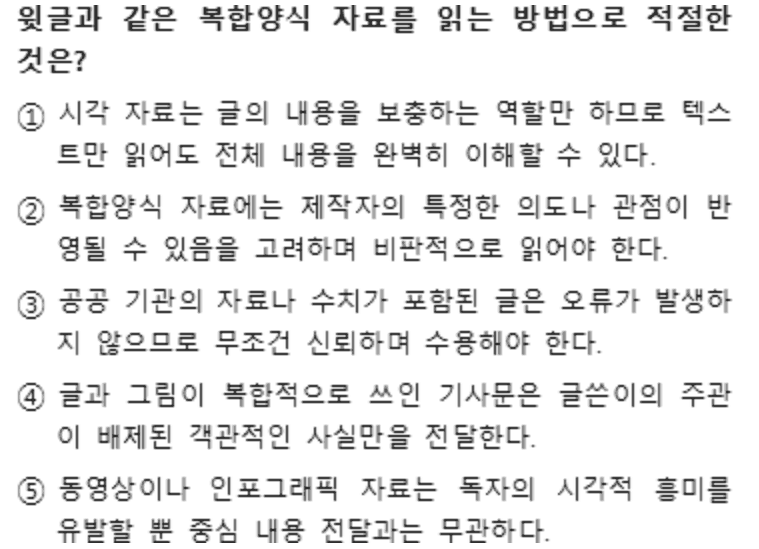 윗글과 같은 복합양식 자료를 읽는 방법으로 적절한
것은?
① 시각 자료는 글의 내용을 보충하는 역할만 하므로 텍스
트만 읽어도 전체 내용을 완벽히 이해할 수 있다.
② 복합양식 자료에는 제작자의 특정한 의도나 관점이 반
영될 수 있음을 고려하며 비판적으로 읽어야 한다.
③ 공공 기관의 자료나 수치가 포함된 글은 오류가 발생하
지 않으므로 무조건 신뢰하며 수용해야 한다.
④ 글과 그림이 복합적으로 쓰인 기사문은 글쓴이의 주관
이 배제된 객관적인 사실만을 전달한다.
⑤ 동영상이나 인포그래픽 자료는 독자의 시각적 흥미를
유발할 뿐 중심 내용 전달과는 무관하다.